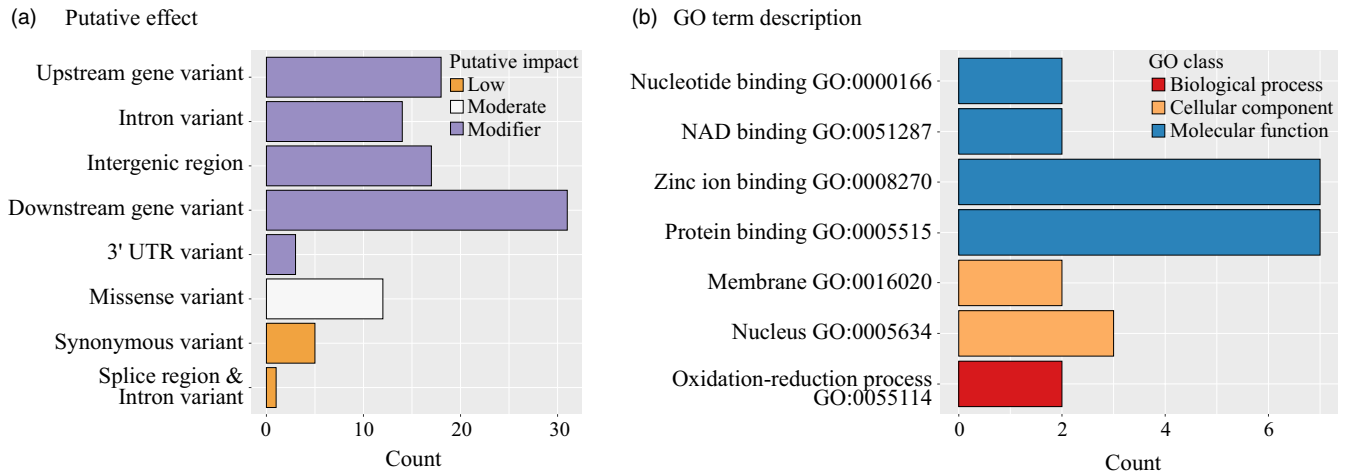 (a) Putative effect
Upstream gene variant
Intron variant
Intergenic region
Downstream gene variant
3' UTR variant
Missense variant
Synonymous variant
Splice region &
Intron variant
Putative impact
Low
Moderate
Modifier
0 10 20 30
Count
(b) GO term description
Nucleotide binding GO:0000166
NAD binding GO:0051287
Zinc ion binding GO:0008270
Protein binding GO:0005515
Membrane GO:0016020
Nucleus GO:0005634
Oxidation-reduction process
GO:0055114
GO class
Biological process
Cellular component
Molecular function
0 2 4 6
Count